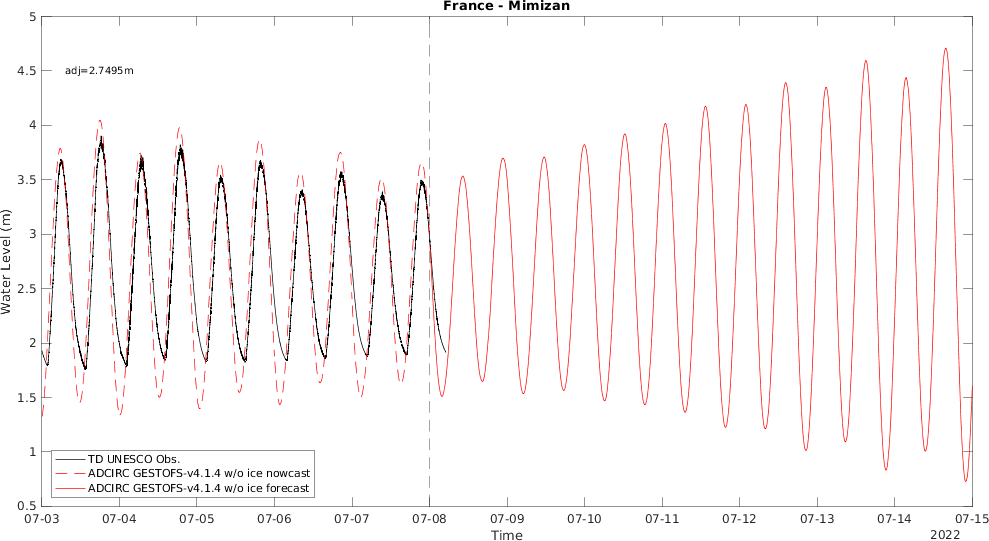 France - Mimizan
adj=2.7495m
5
4.5
4
3.5
3
2.5
2
1.5
1
0.5
Water Level (m)
TD UNESCO Obs.
ADCIRC GESTOFS-v4.1.4 w/o ice nowcast
ADCIRC GESTOFS-v4.1.4 w/o ice forecast
07-03 07-04 07-05 07-06 07-07 07-08 07-09 07-10 07-11 07-12 07-13 07-14 07-15
Time
2022